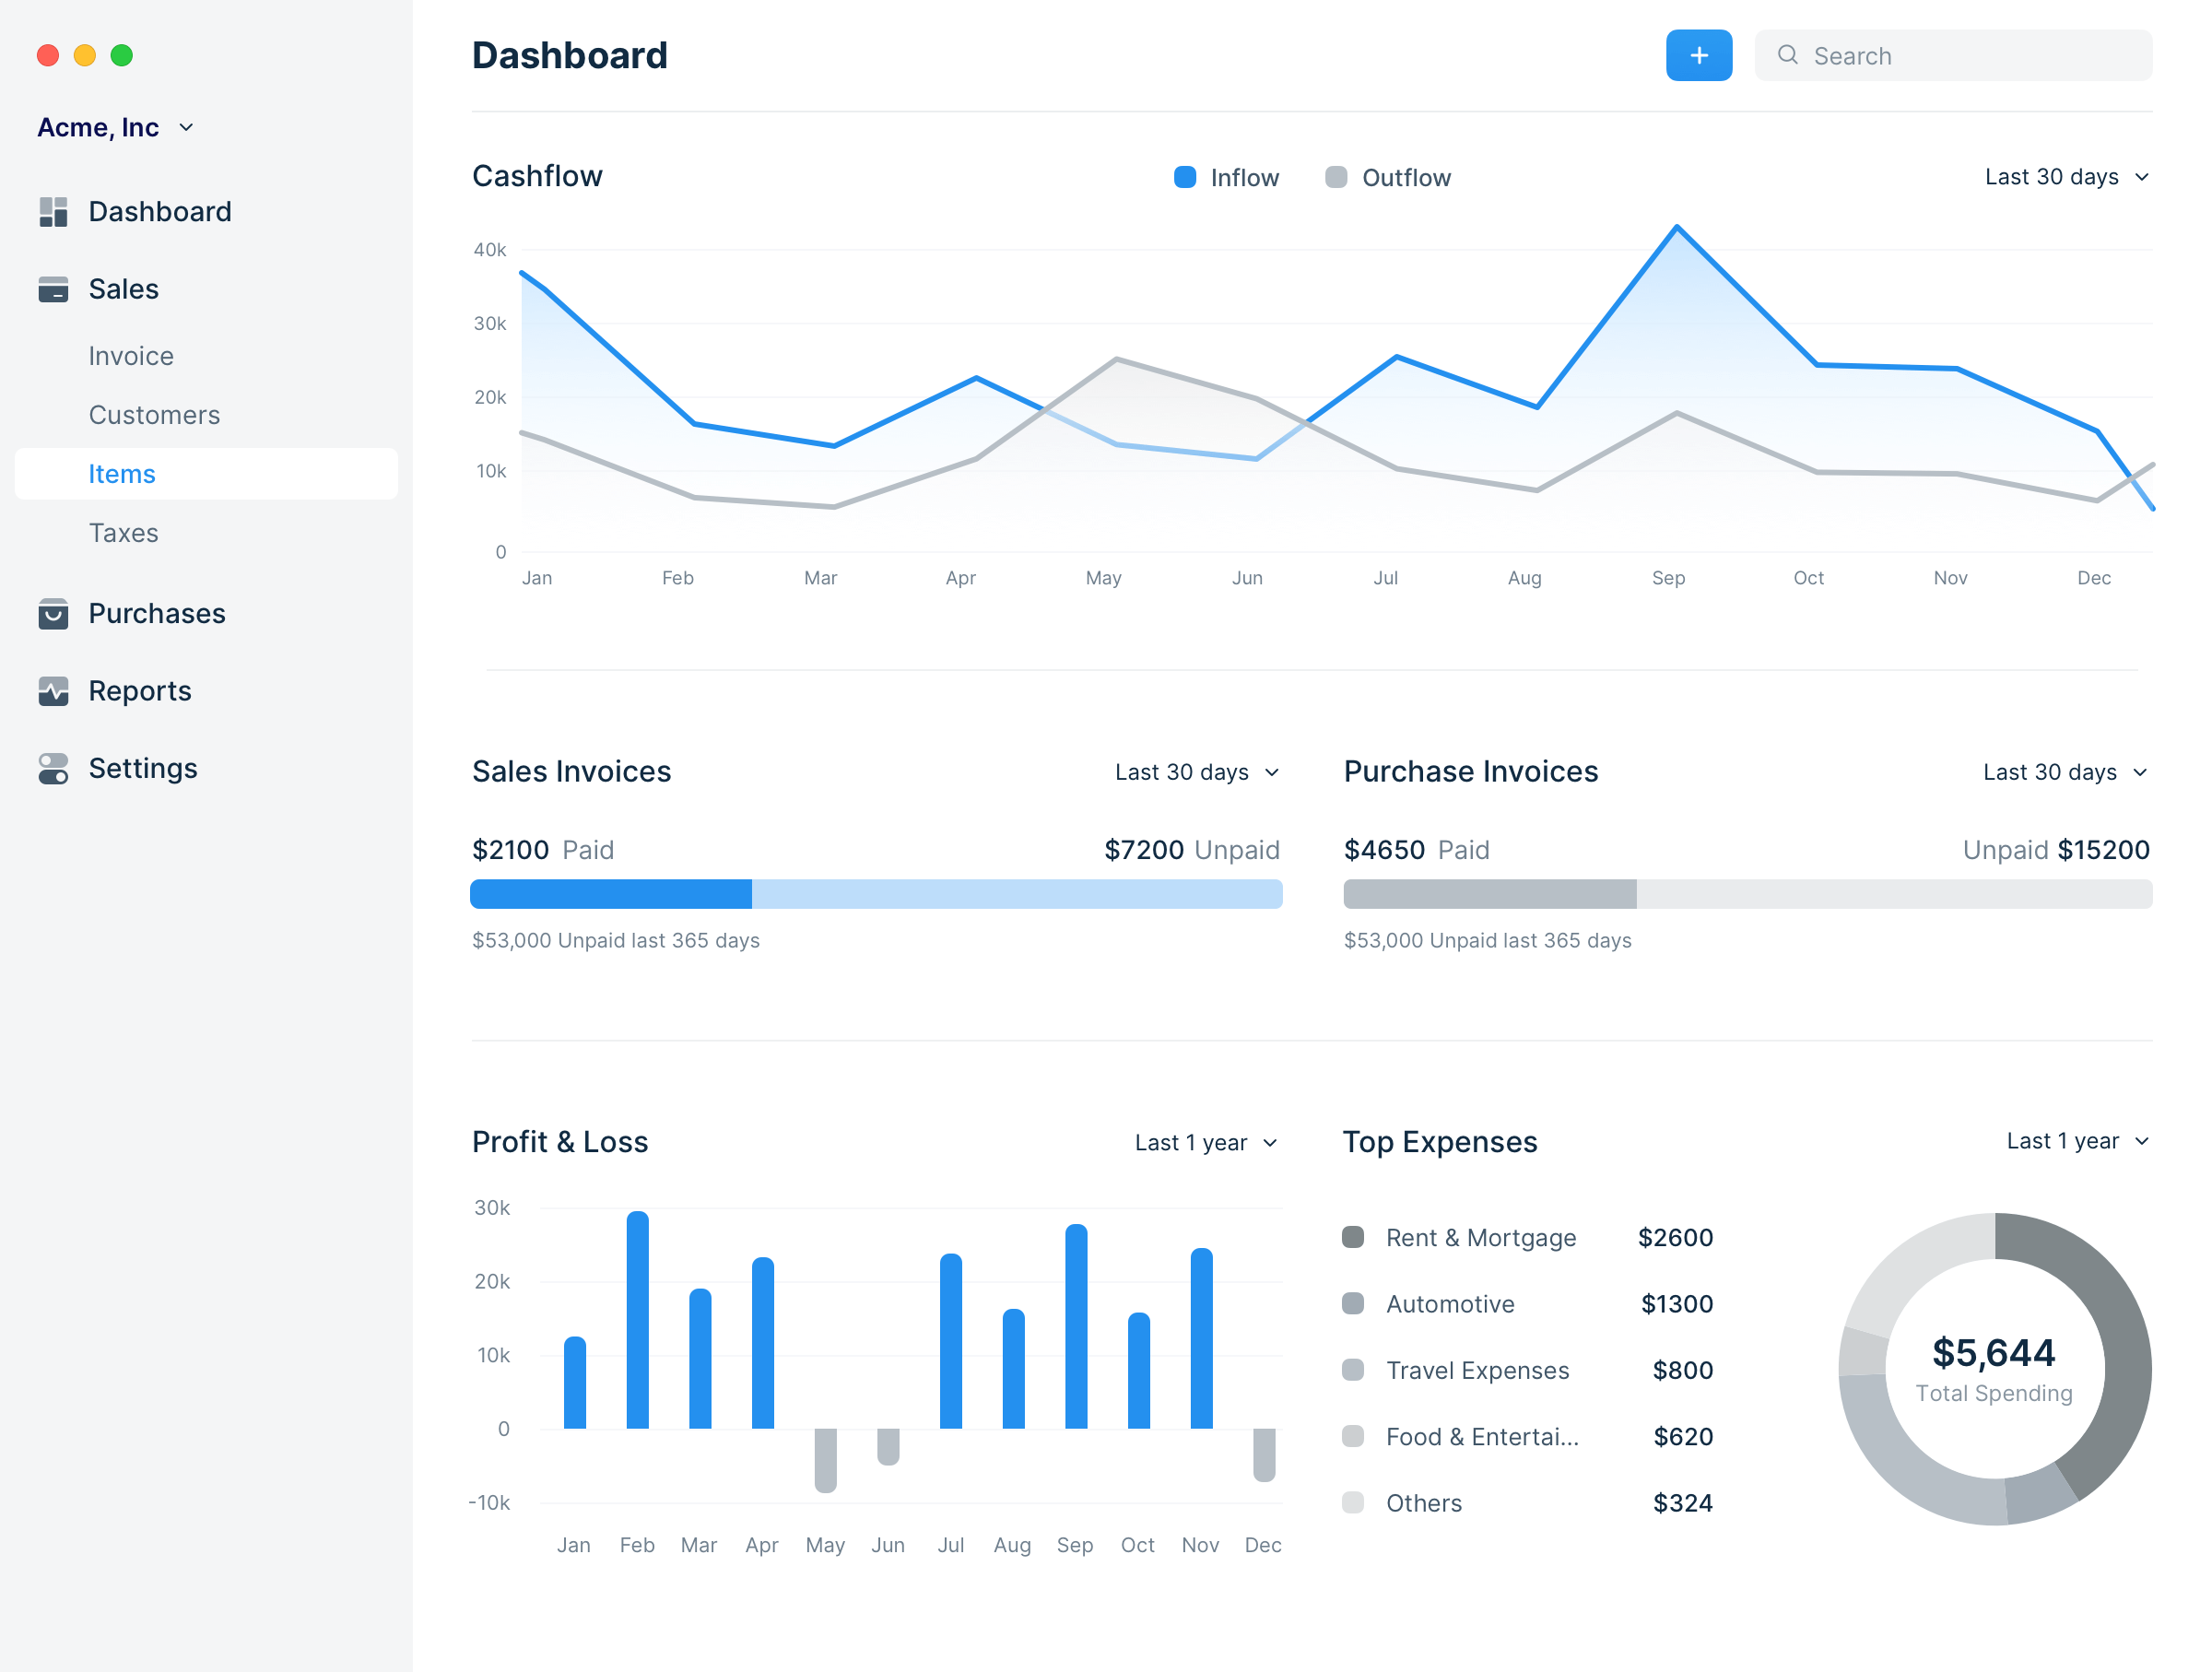 Acme, Inc
Dashboard
Sales
Invoice
Customers
Items
Taxes
Purchases
Reports
Settings
Dashboard
+ Search
Cashflow Inflow Outflow Last 30 days
40k
30k
20k
10k
0
Jan Feb Mar Apr May Jun Jul Aug Sep Oct Nov Dec
Sales Invoices Last 30 days
$2100 Paid $7200 Unpaid
$53,000 Unpaid last 365 days
Purchase Invoices Last 30 days
$4650 Paid Unpaid $15200
$53,000 Unpaid last 365 days
Profit & Loss Last 1 year
30k
20k
10k
0
-10k
Jan Feb Mar Apr May Jun Jul Aug Sep Oct Nov Dec
Top Expenses Last 1 year
Rent & Mortgage $2600
Automotive $1300
Travel Expenses $800
Food & Entertai... $620
Others $324
$5,644
Total Spending